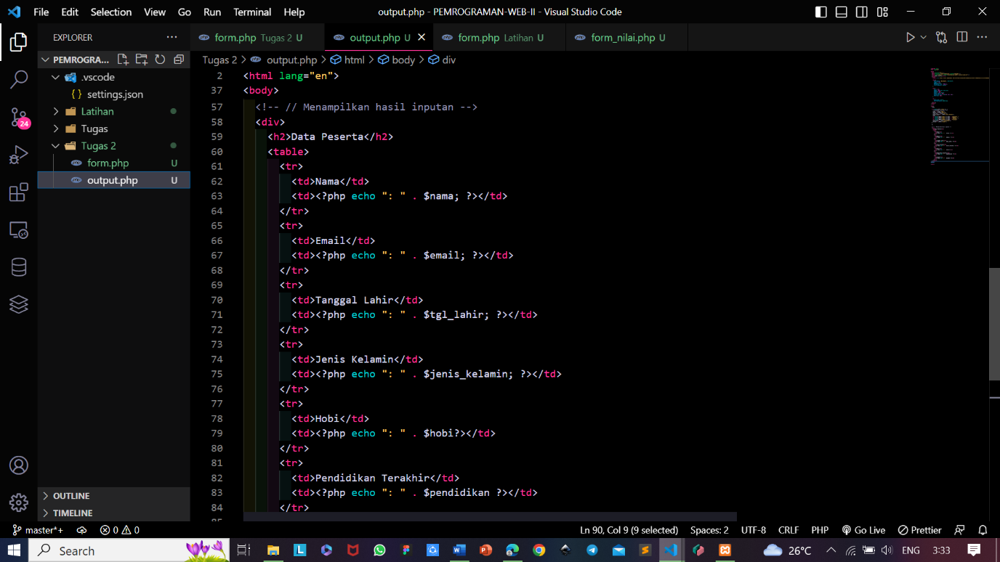 File Edit Selection View Go Run Terminal Help output.php - PEMROGRAMAN-WEB-II - Visual Studio Code
EXPLORER
form.php Tugas 2 U output.php U form.php Latihan U form_nilai.php U
PEMROGRA...
Tugas 2 > output.php > html > body > div
.vscode
settings.json
Latihan
Tugas
Tugas 2
form.php U
output.php U
24
OUTLINE
TIMELINE
2 <html lang="en">
37 <body>
57 <!-- // Menampilkan hasil inputan -->
58 <div>
59 <h2>Data Peserta</h2>
60 <table>
61 <tr>
62 <td>Nama</td>
63 <td><?php echo ": " . $nama; ?></td>
64 </tr>
65 <tr>
66 <td>Email</td>
67 <td><?php echo ": " . $email; ?></td>
68 </tr>
69 <tr>
70 <td>Tanggal Lahir</td>
71 <td><?php echo ": " . $tgl_lahir; ?></td>
72 </tr>
73 <tr>
74 <td>Jenis Kelamin</td>
75 <td><?php echo ": " . $jenis_kelamin; ?></td>
76 </tr>
77 <tr>
78 <td>Hobi</td>
79 <td><?php echo ": " . $hobi?></td>
80 </tr>
81 <tr>
82 <td>Pendidikan Terakhir</td>
83 <td><?php echo ": " . $pendidikan ?></td>
84 </tr>
master*+ 0 0 Ln 90, Col 9 (9 selected) Spaces: 2 UTF-8 CRLF PHP Go Live Prettier
Search 26°C ENG 3:33